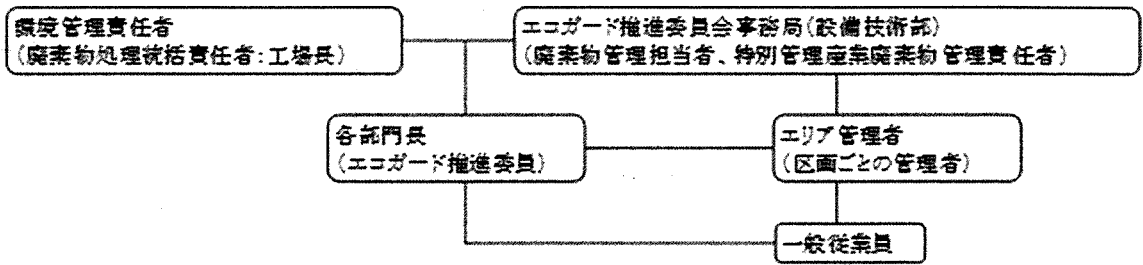 環境管理責任者
(廃棄物処理統括責任者:工場長)
エコガード推進委員会事務局(設備技術部)
(廃棄物管理担当者、特別管理産業廃棄物管理責任者)
各部門長
(エコガード推進委員)
エリア管理者
(区画ごとの管理者)
一般従業員